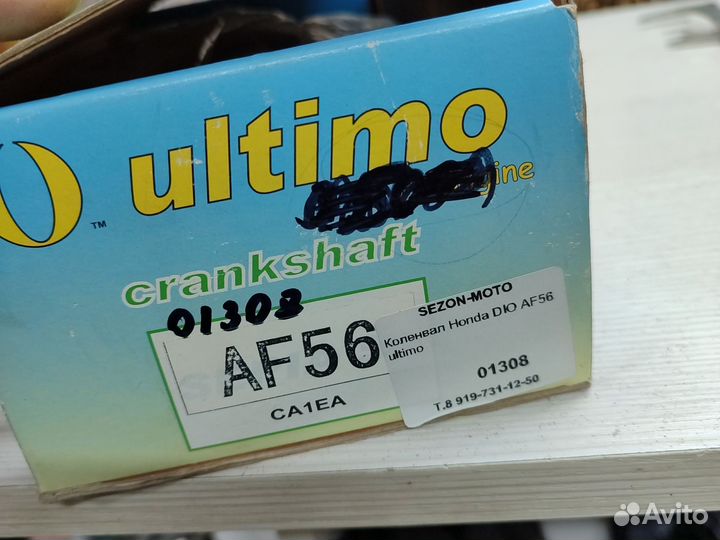 ultimo
TM
gine
crankshaft
01308
AF56
CA1EA
SEZON-MOTO
Коленвал Honda DIO AF56
ultimo
01308
Т.8 919-731-12-50
Avito